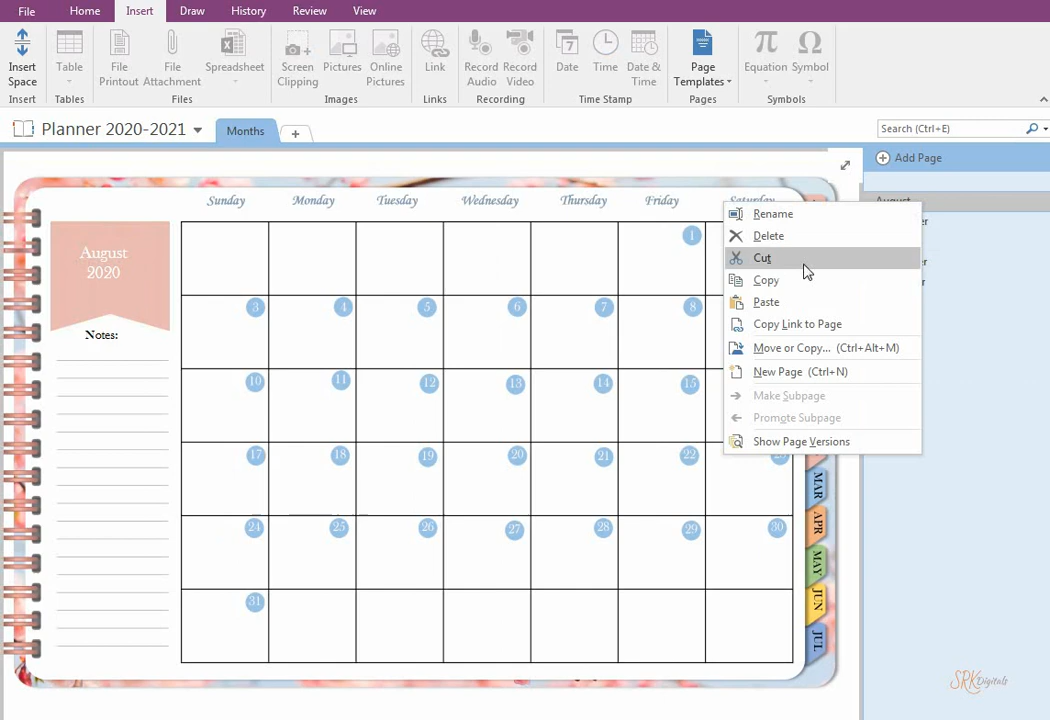 File Home Insert Draw History Review View
Insert Space
Table
File Printout
File Attachment
Spreadsheet
Screen Clipping
Pictures
Online Pictures
Link
Record Audio
Record Video
Date
Time
Date & Time
Page Templates
Equation
Symbol
Insert Tables Files Images Links Recording Time Stamp Pages Symbols
Planner 2020-2021
Months
Search (Ctrl+E)
Add Page
August
Sunday Monday Tuesday Wednesday Thursday Friday Saturday
August
2020
Notes:
1
3 4 5 6 7 8
10 11 12 13 14 15
17 18 19 20 21 22 23
24 25 26 27 28 29 30
31
Rename
Delete
Cut
Copy
Paste
Copy Link to Page
Move or Copy... (Ctrl+Alt+M)
New Page (Ctrl+N)
Make Subpage
Promote Subpage
Show Page Versions
MAR
APR
MAY
JUN
JUL
SRK Digitals